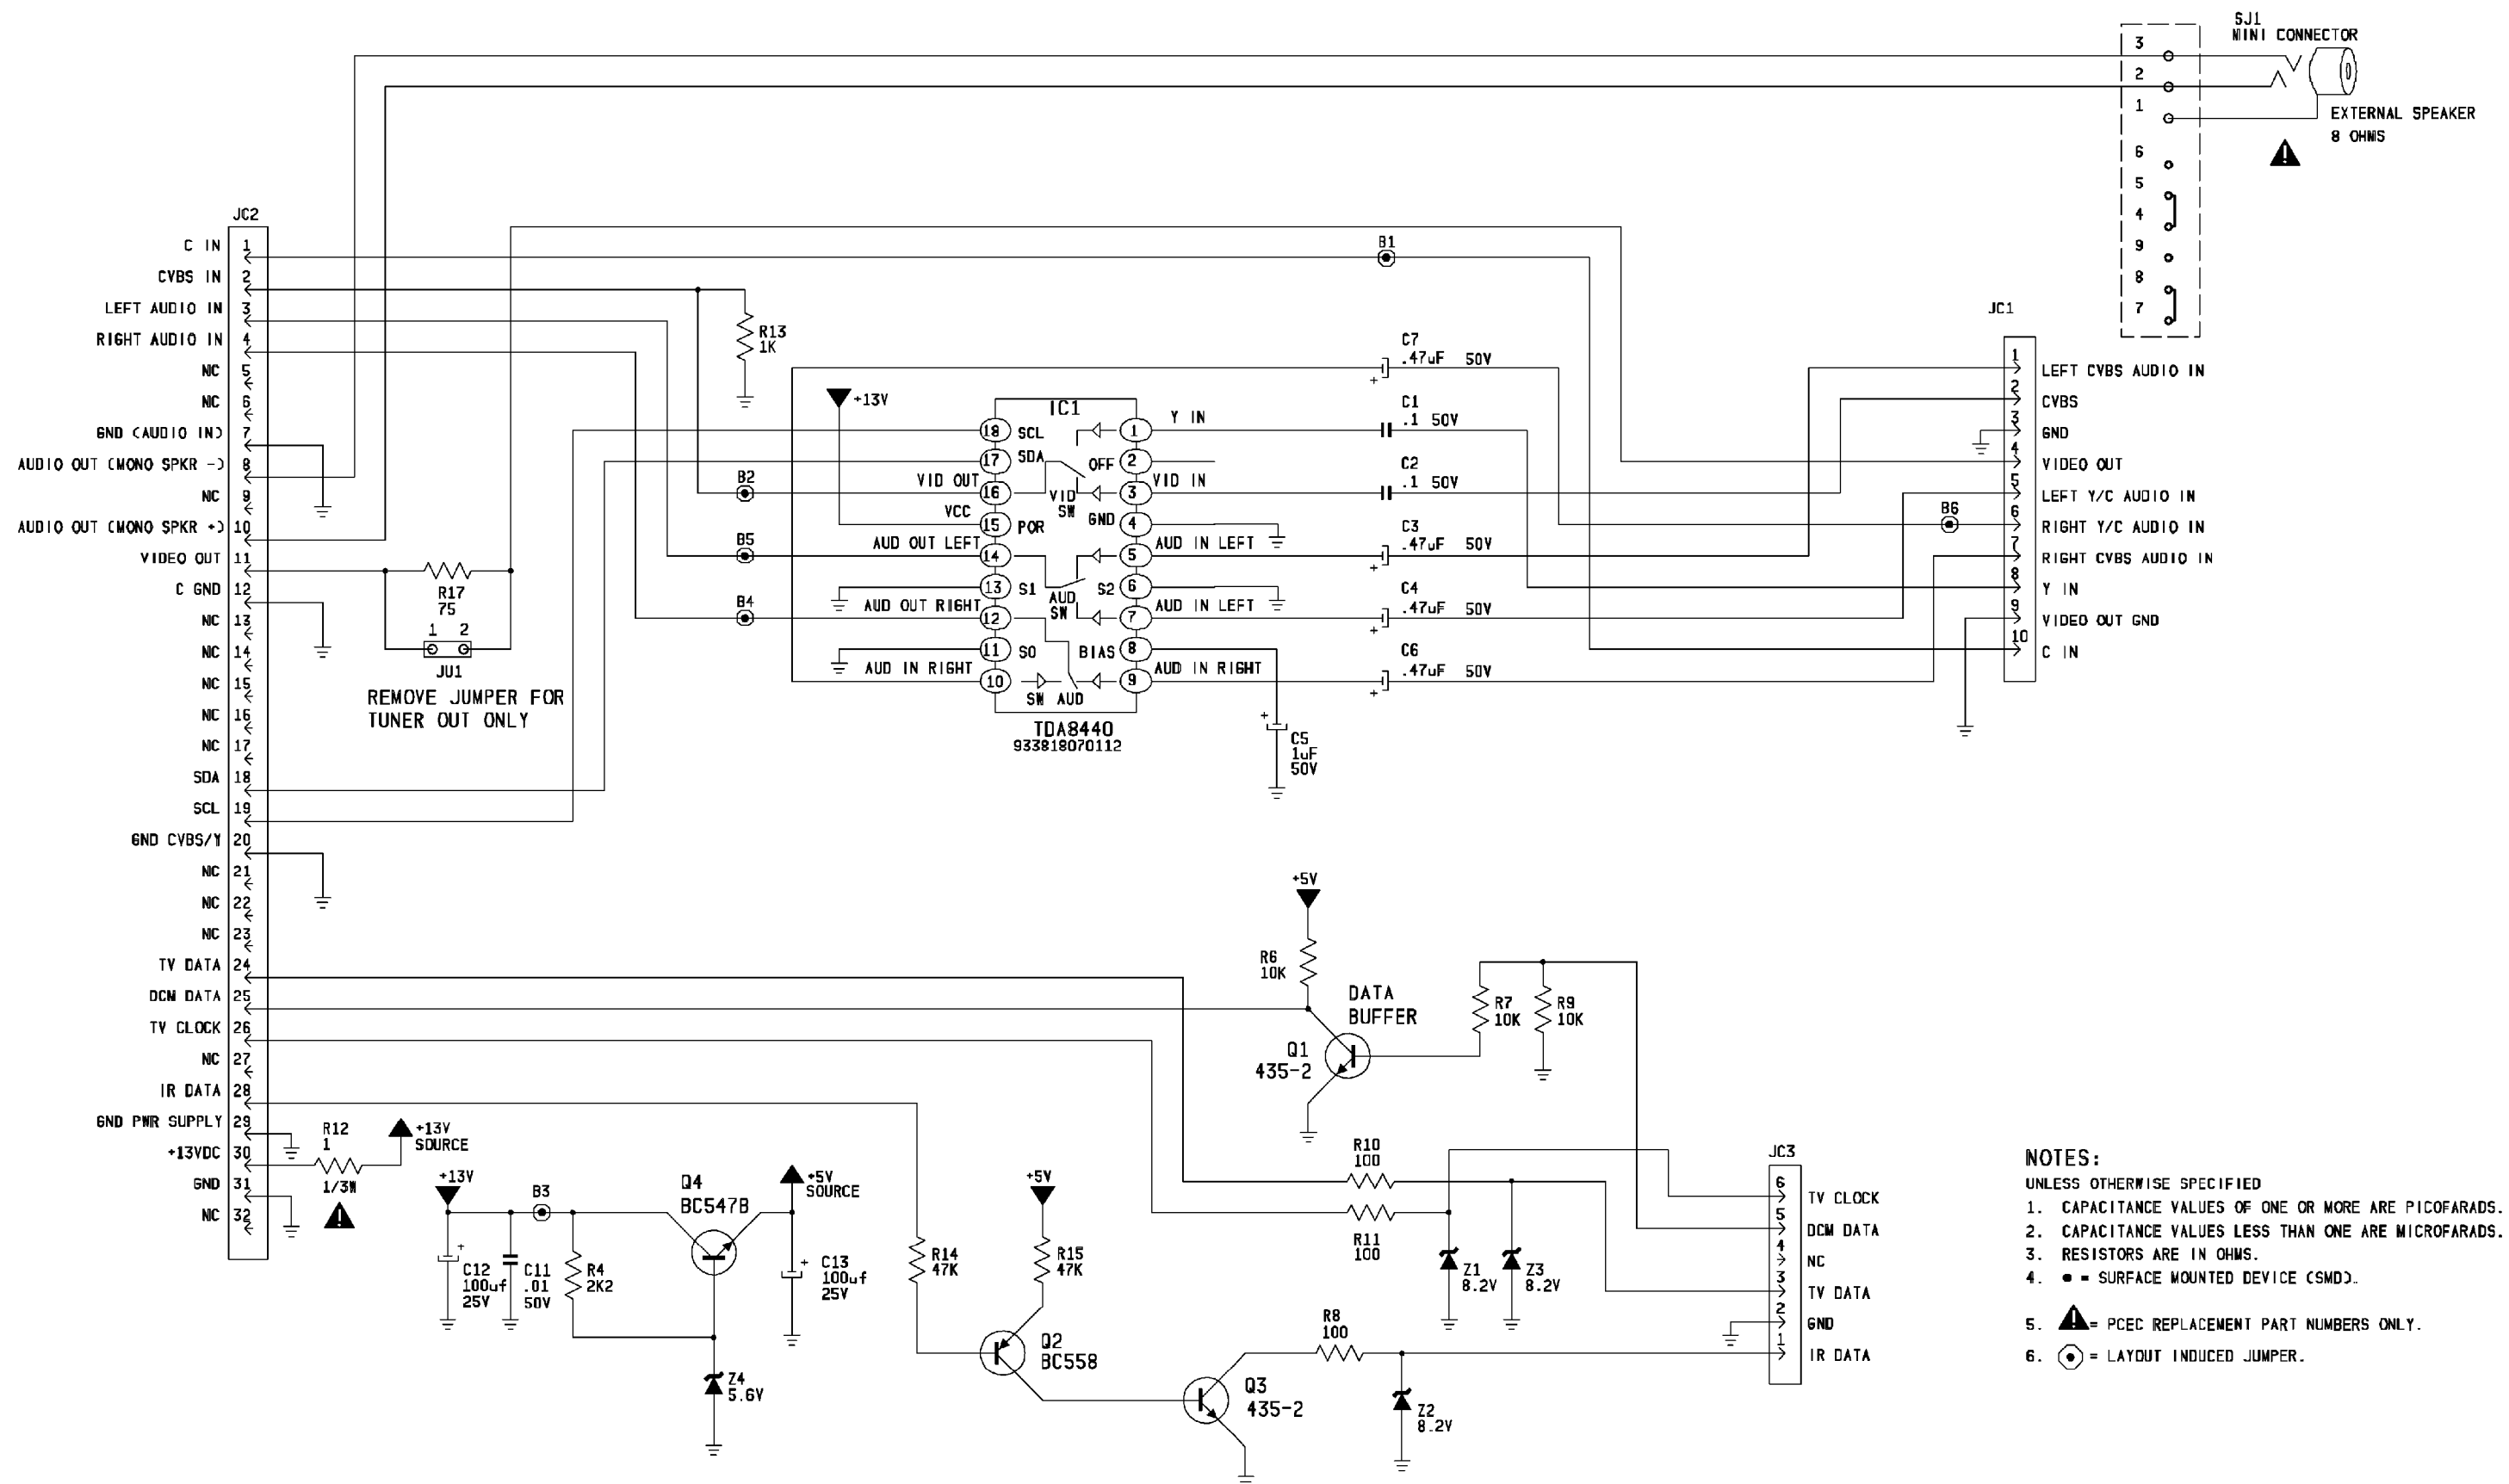 SJ1
MINI CONNECTOR
3
2
1
6
5
4
9
8
7
EXTERNAL SPEAKER
8 OHMS
JC2
C IN 1
CVBS IN 2
LEFT AUDIO IN 3
RIGHT AUDIO IN 4
NC 5
NC 6
GND (AUDIO IN) 7
AUDIO OUT (MONO SPKR -) 8
NC 9
AUDIO OUT (MONO SPKR +) 10
VIDEO OUT 11
C GND 12
NC 13
NC 14
NC 15
NC 16
NC 17
SDA 18
SCL 19
GND CVBS/Y 20
NC 21
NC 22
NC 23
TV DATA 24
DCM DATA 25
TV CLOCK 26
NC 27
IR DATA 28
GND PWR SUPPLY 29
+13VDC 30
GND 31
NC 32
R17
75
1 2
JU1
REMOVE JUMPER FOR
TUNER OUT ONLY
R13
1K
B1
B2
B5
B4
+13V
IC1
18 SCL
17 SDA
VID OUT
16
VCC
15 POR
AUD OUT LEFT
14
13 S1
AUD OUT RIGHT
12
11 S0
AUD IN RIGHT
10
VID
SW
AUD
SW
SW AUD
1 Y IN
OFF 2
3 VID IN
GND 4
5 AUD IN LEFT
S2 6
7 AUD IN LEFT
BIAS 8
9 AUD IN RIGHT
TDA8440
933818070112
C7
.47uF 50V
C1
.1 50V
C2
.1 50V
C3
.47uF 50V
C4
.47uF 50V
C6
.47uF 50V
C5
1uF
50V
B6
JC1
1 LEFT CVBS AUDIO IN
2 CVBS
3 GND
4 VIDEO OUT
5 LEFT Y/C AUDIO IN
6 RIGHT Y/C AUDIO IN
7 RIGHT CVBS AUDIO IN
8 Y IN
9 VIDEO OUT GND
10 C IN
+5V
R6
10K
DATA
BUFFER
Q1
435-2
R7
10K
R9
10K
R12
1
1/3W
+13V
SOURCE
+13V
B3
C12
100uf
25V
C11
.01
50V
R4
2K2
Q4
BC547B
+5V
SOURCE
C13
100uf
25V
Z4
5.6V
R14
47K
+5V
R15
47K
Q2
BC558
Q3
435-2
R8
100
Z2
8.2V
R10
100
R11
100
Z1
8.2V
Z3
8.2V
JC3
6 TV CLOCK
5 DCM DATA
4 NC
3 TV DATA
2 GND
1 IR DATA
NOTES:
UNLESS OTHERWISE SPECIFIED
1. CAPACITANCE VALUES OF ONE OR MORE ARE PICOFARADS.
2. CAPACITANCE VALUES LESS THAN ONE ARE MICROFARADS.
3. RESISTORS ARE IN OHMS.
4. ● = SURFACE MOUNTED DEVICE (SMD).
5. = PCEC REPLACEMENT PART NUMBERS ONLY.
6. = LAYOUT INDUCED JUMPER.